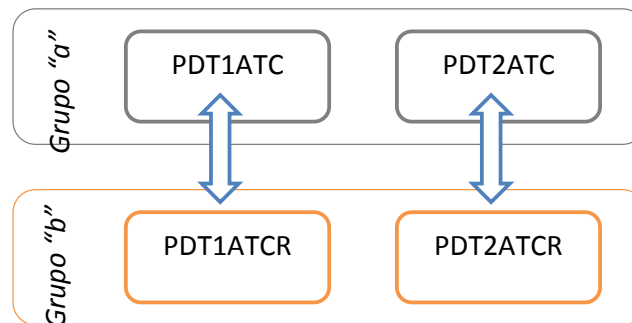 Grupo “a”
PDT1ATC
PDT2ATC
Grupo “b”
PDT1ATCR
PDT2ATCR